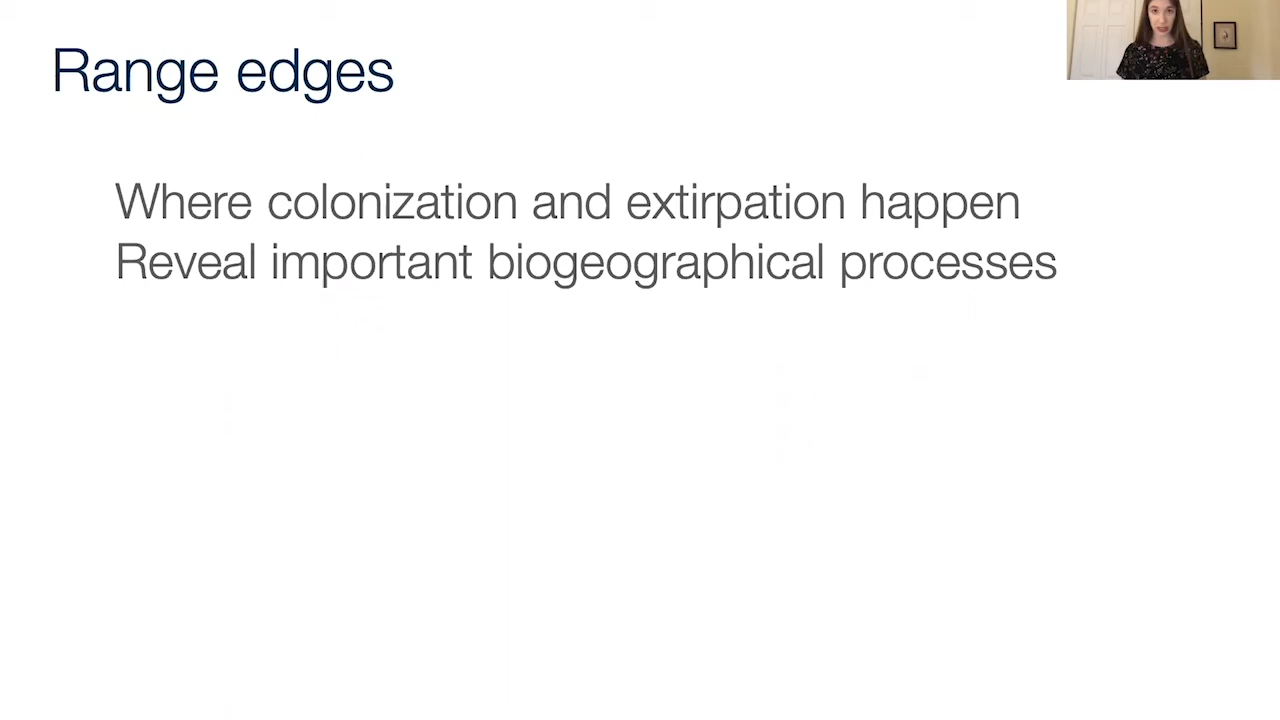 Range edges
Where colonization and extirpation happen
Reveal important biogeographical processes